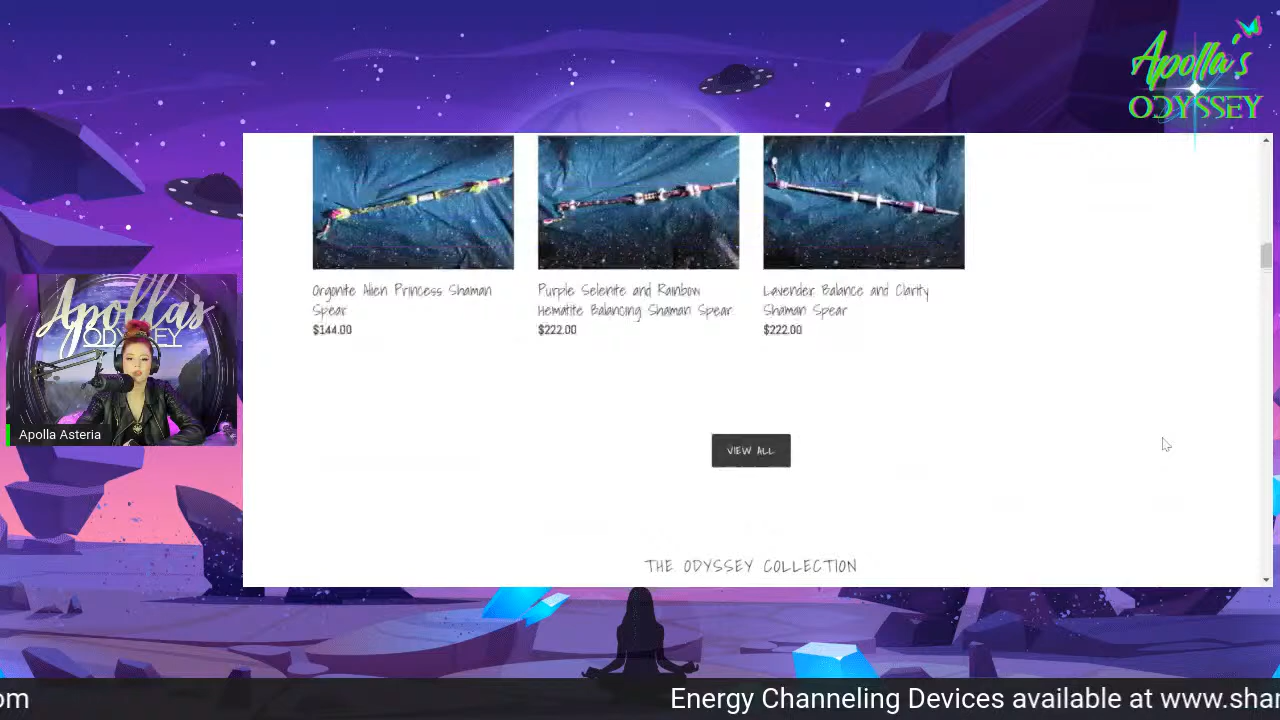 Apolla's
ODYSSEY
Orgonite Alien Princess Shaman
Spear
$144.00
Purple Selenite and Rainbow
Hematite Balancing Shaman Spear
$222.00
Lavender Balance and Clarity
Shaman Spear
$222.00
VIEW ALL
THE ODYSSEY COLLECTION
Apollas
ODYSSEY
Apolla Asteria
om
Energy Channeling Devices available at www.shar